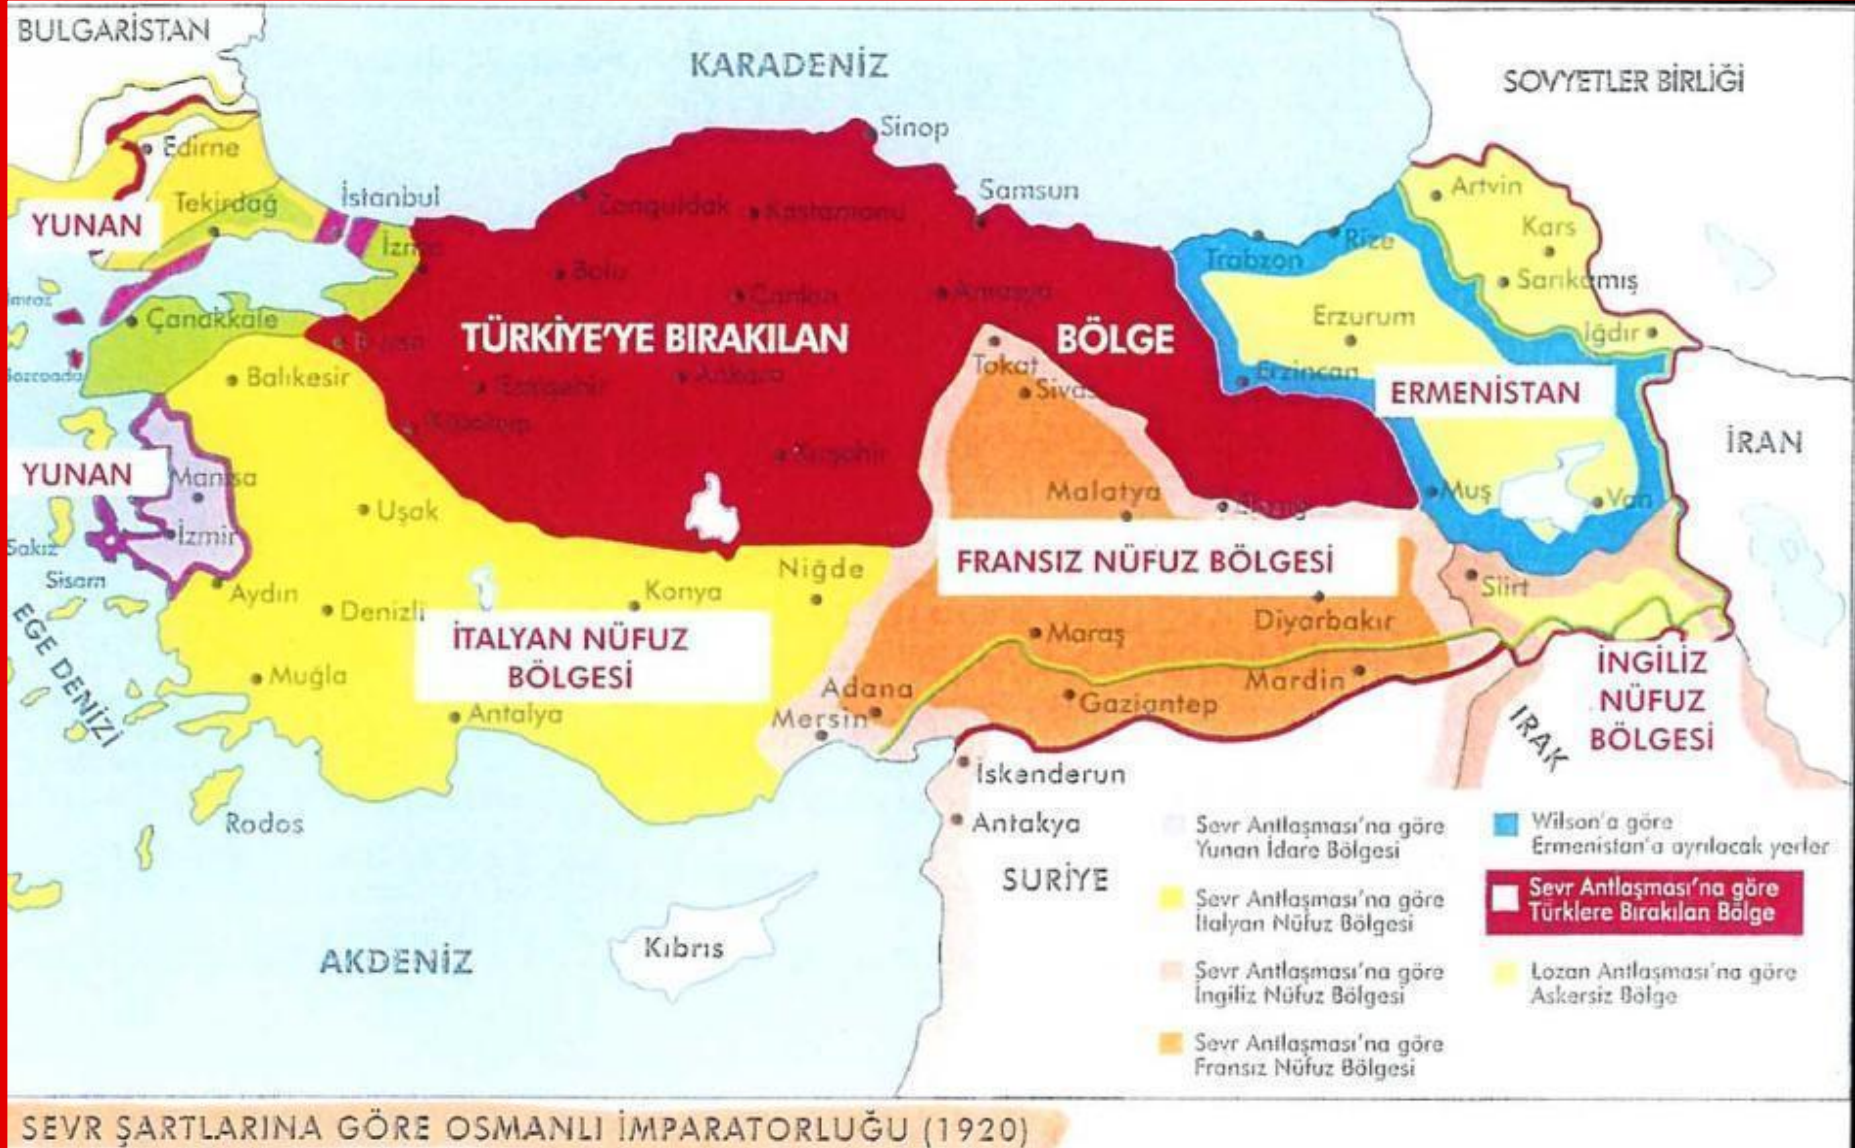 BULGARİSTAN
KARADENİZ
SOVYETLER BİRLİĞİ
Sinop
Edirne
Artvin
Samsun
İstanbul
Tekirdağ
Zonguldak
Kastamonu
YUNAN
Kars
Rize
Trabzon
Bolu
Sarıkamış
Çankırı
Amasya
Çanakkale
Erzurum
Iğdır
TÜRKİYE'YE BIRAKILAN
BÖLGE
Tokat
Balıkesir
Ankara
Sivas
Erzincan
ERMENİSTAN
İRAN
Kırşehir
YUNAN
Manisa
Malatya
Muş
Van
Uşak
İzmir
Sakız
FRANSIZ NÜFUZ BÖLGESİ
Niğde
Sisam
Aydın
Konya
Siirt
Denizli
Diyarbakır
Maraş
EGE DENİZİ
İTALYAN NÜFUZ
BÖLGESİ
Muğla
Mardin
Adana
Gaziantep
Antalya
Mersin
İNGİLİZ
NÜFUZ
BÖLGESİ
IRAK
İskenderun
Rodos
Antakya
SURİYE
Kıbrıs
AKDENİZ
Sevr Antlaşması'na göre
Yunan İdare Bölgesi
Sevr Antlaşması'na göre
İtalyan Nüfuz Bölgesi
Sevr Antlaşması'na göre
İngiliz Nüfuz Bölgesi
Sevr Antlaşması'na göre
Fransız Nüfuz Bölgesi
Wilson'a göre
Ermenistan'a ayrılacak yerler
Sevr Antlaşması'na göre
Türklere Bırakılan Bölge
Lozan Antlaşması'na göre
Askersiz Bölge
SEVR ŞARTLARINA GÖRE OSMANLI İMPARATORLUĞU (1920)